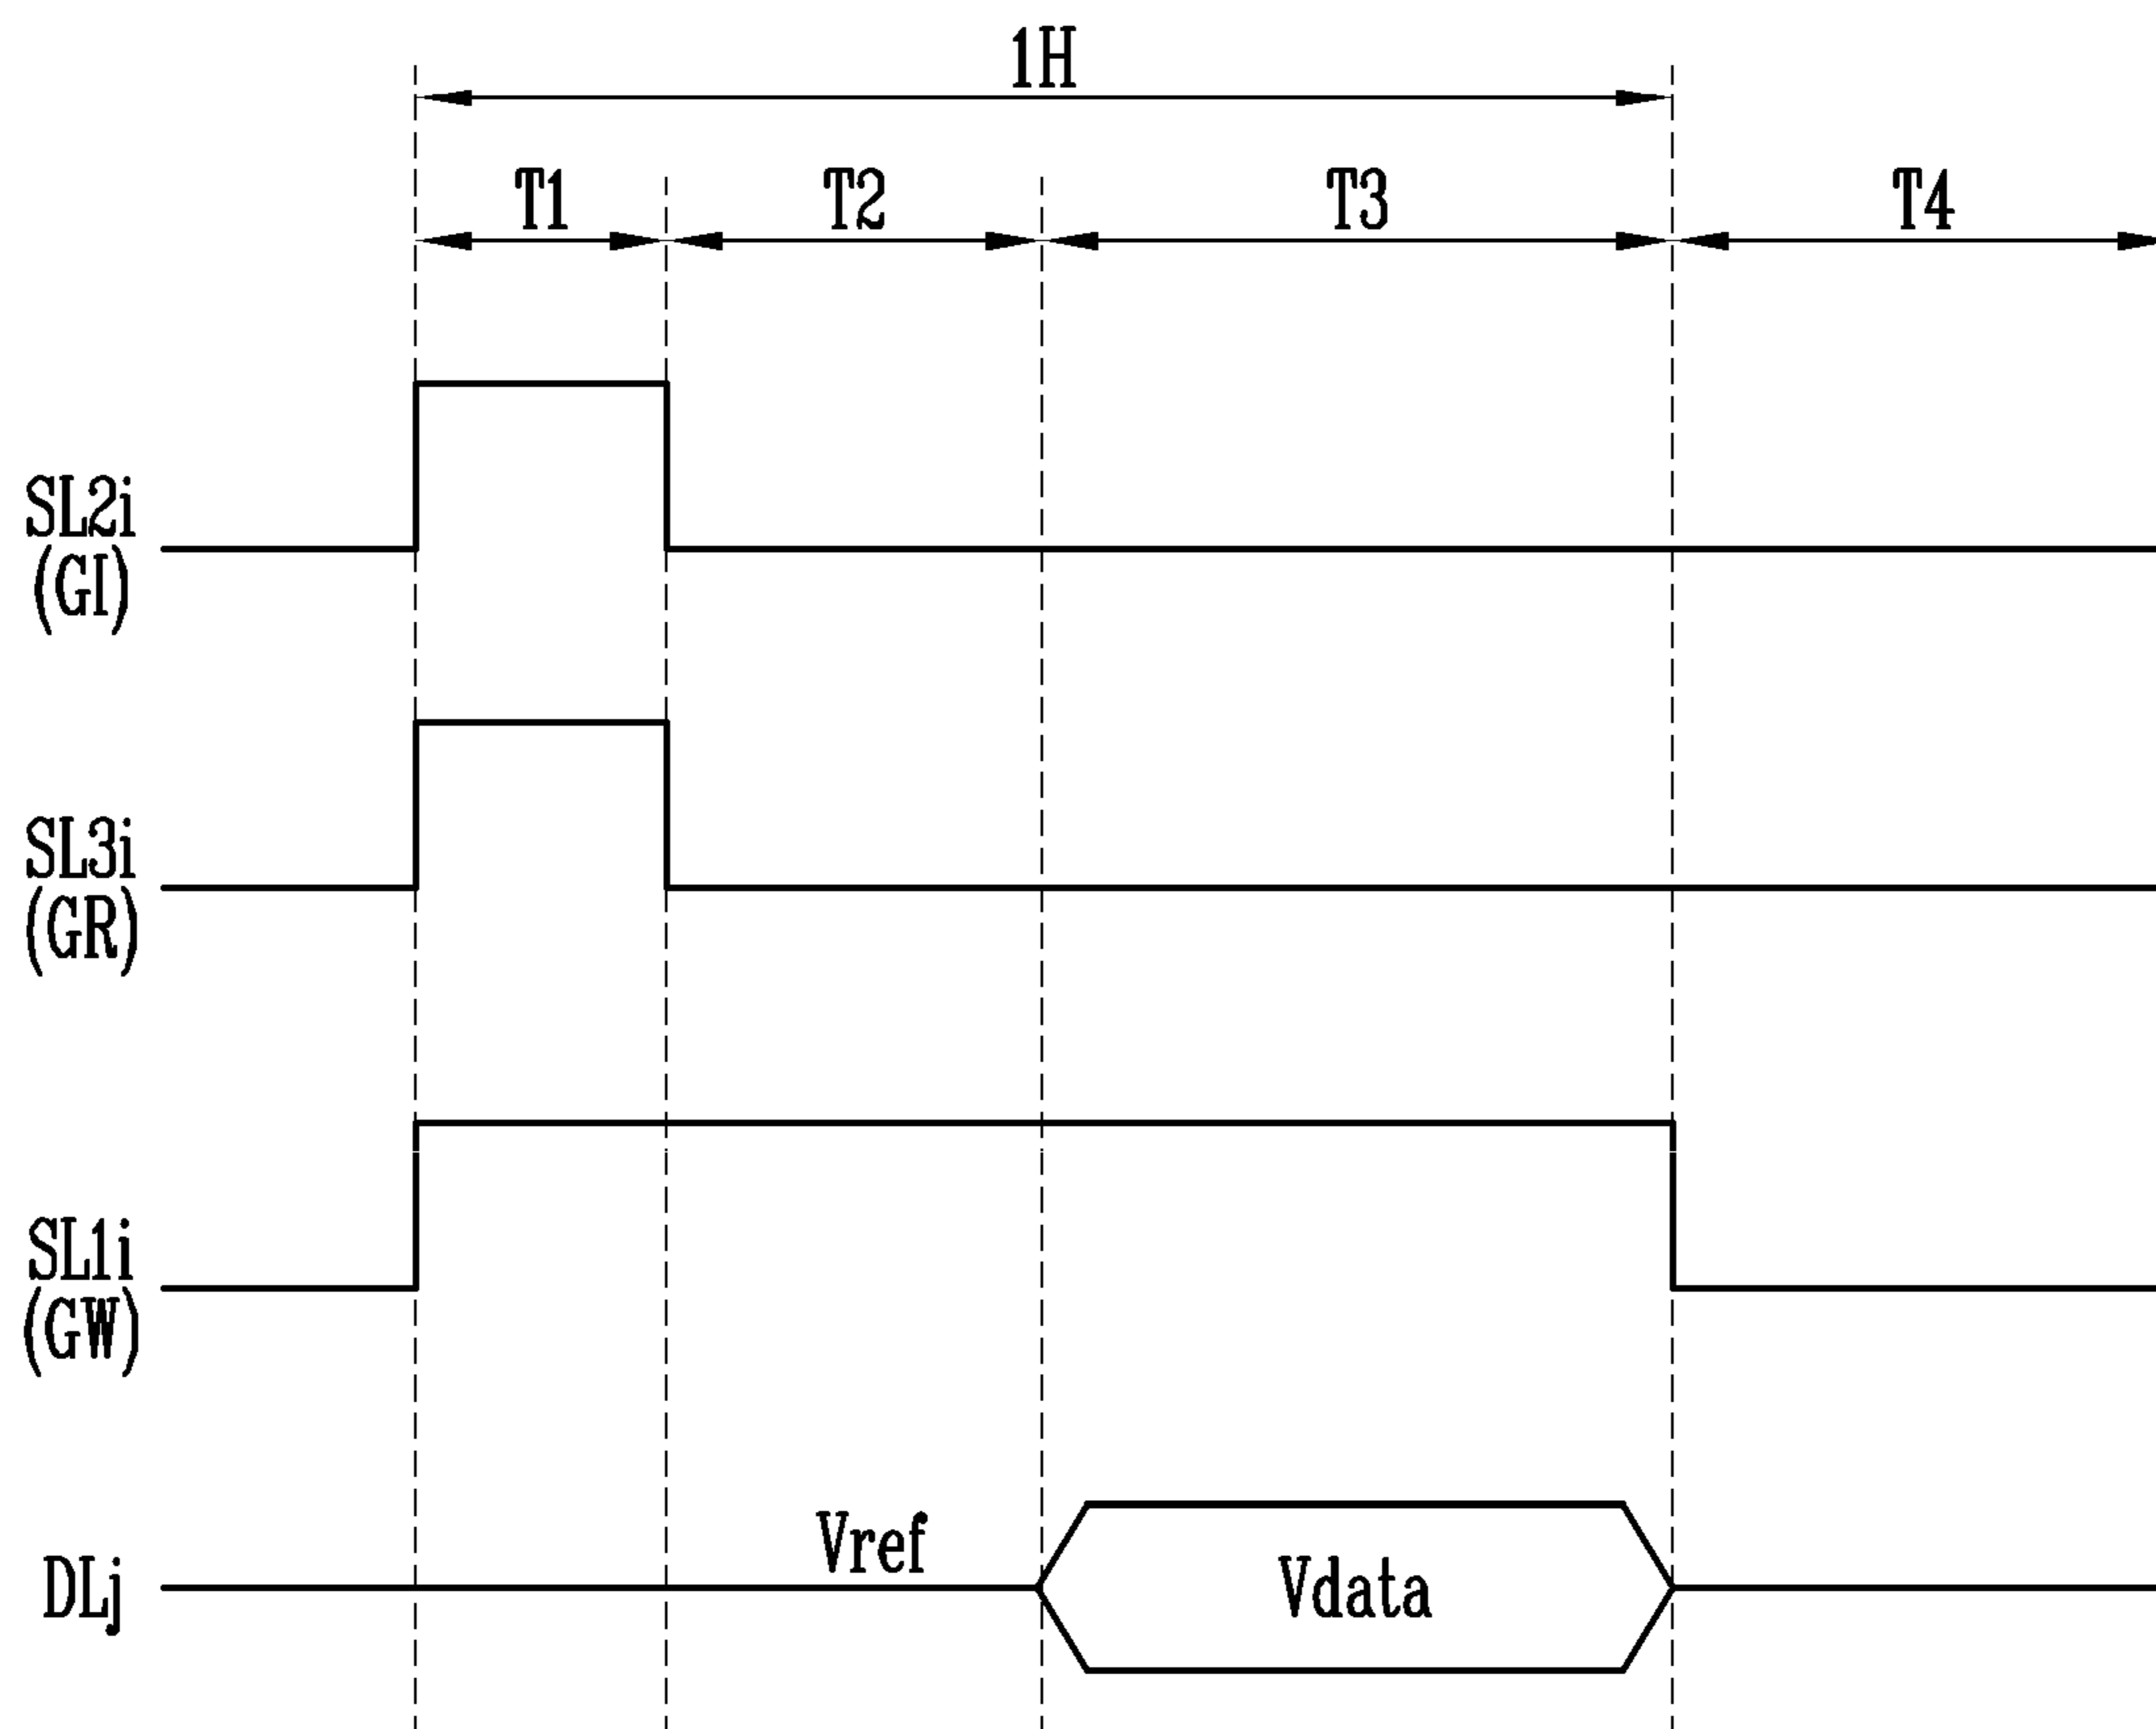 1H
T1 T2 T3 T4
SL2i
(GI)
SL3i
(GR)
SL1i
(GW)
Vref
DLj
Vdata